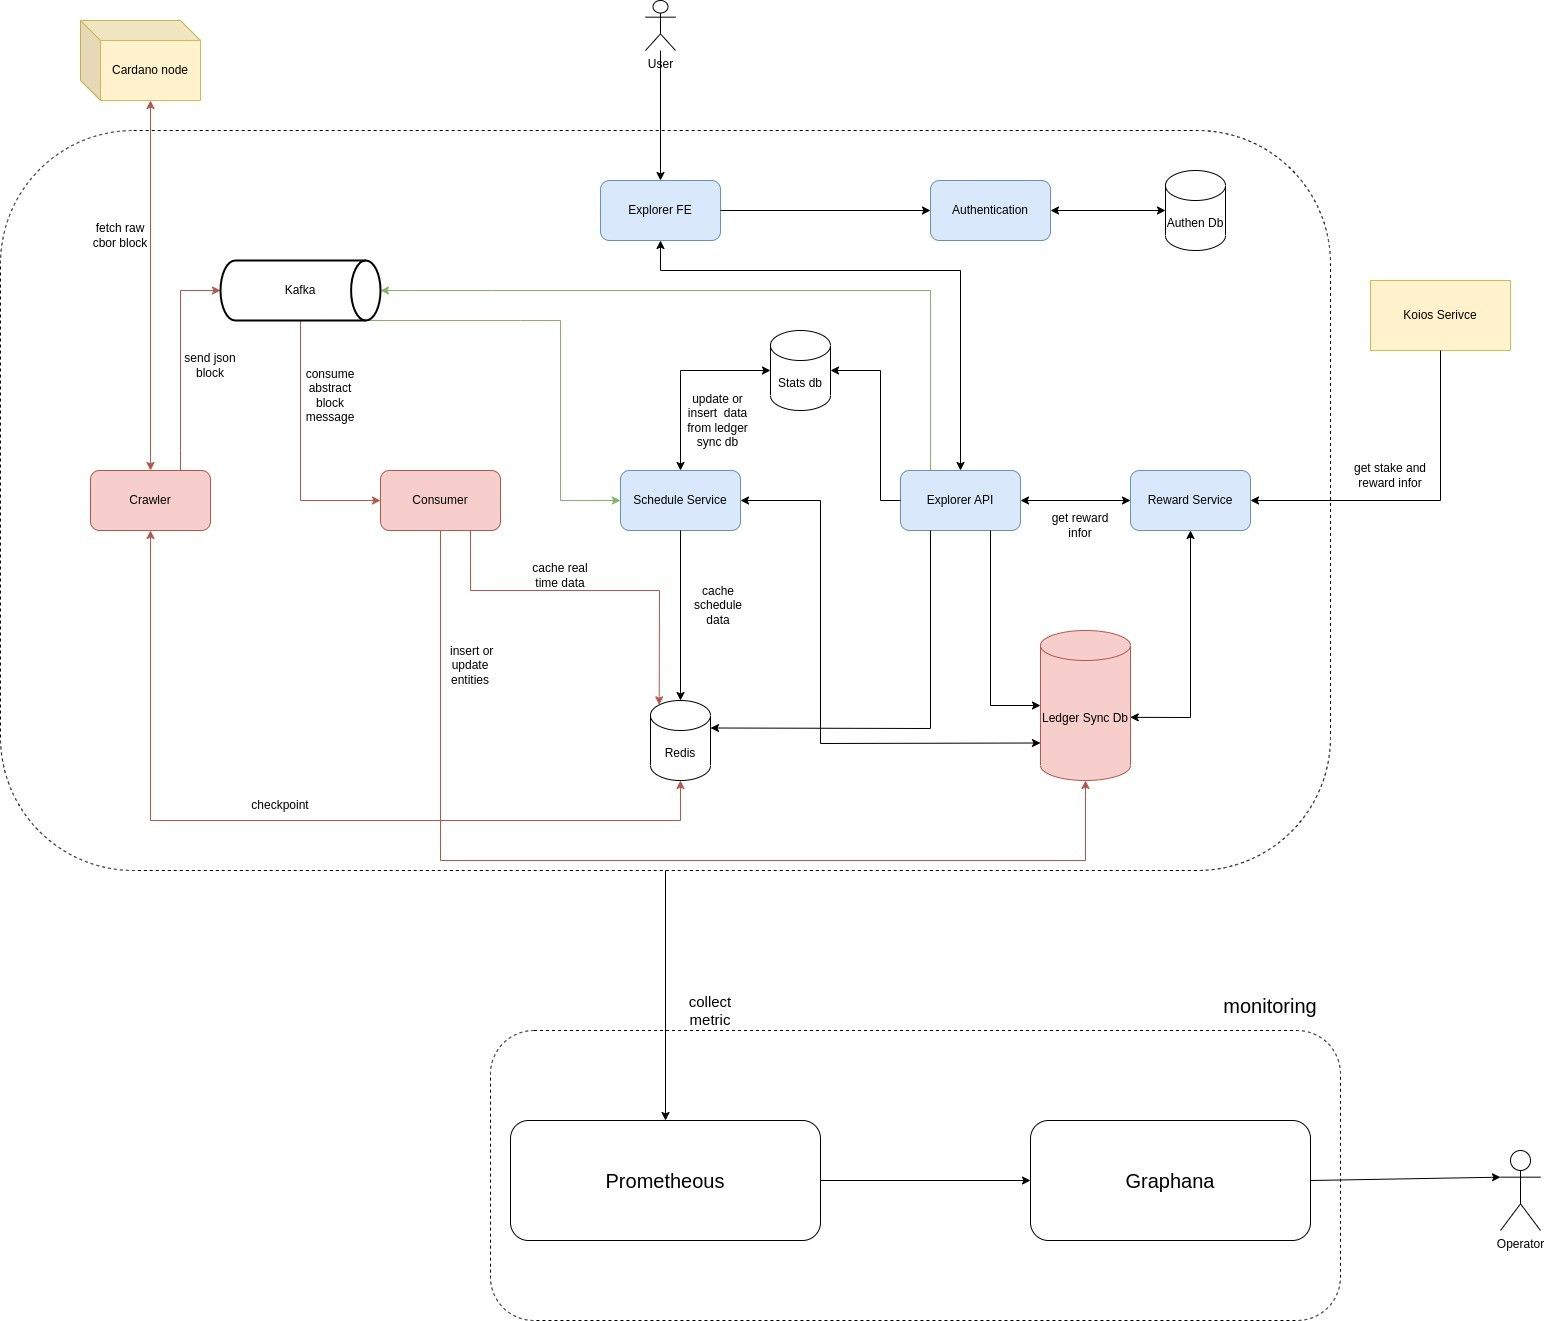 User
Cardano node
Explorer FE
Authentication
Authen Db
fetch raw
cbor block
Kafka
Koios Serivce
send json
block
consume
abstract
block
message
Stats db
update or
insert  data
from ledger
sync db
Crawler
Consumer
Schedule Service
Explorer API
Reward Service
get stake and
reward infor
get reward
infor
cache real
time data
cache
schedule
data
insert or
update
entities
Ledger Sync Db
Redis
checkpoint
collect
metric
monitoring
Prometheous
Graphana
Operator